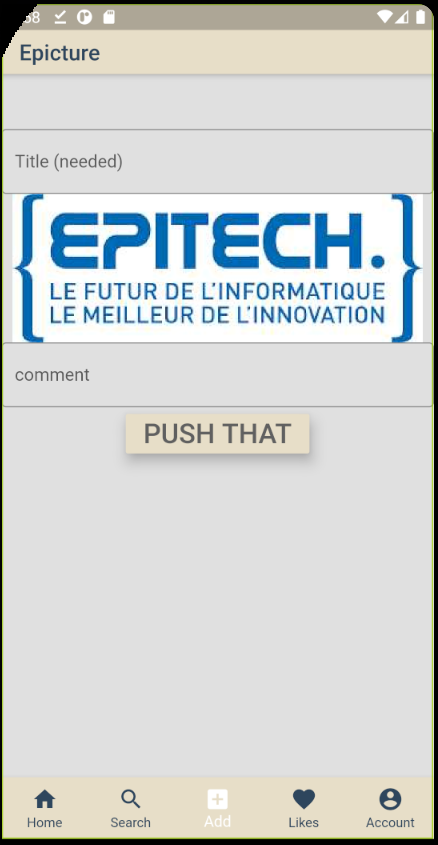 Epicture
Title (needed)
EPITECH.
LE FUTUR DE L'INFORMATIQUE
LE MEILLEUR DE L'INNOVATION
comment
PUSH THAT
Home
Search
Add
Likes
Account